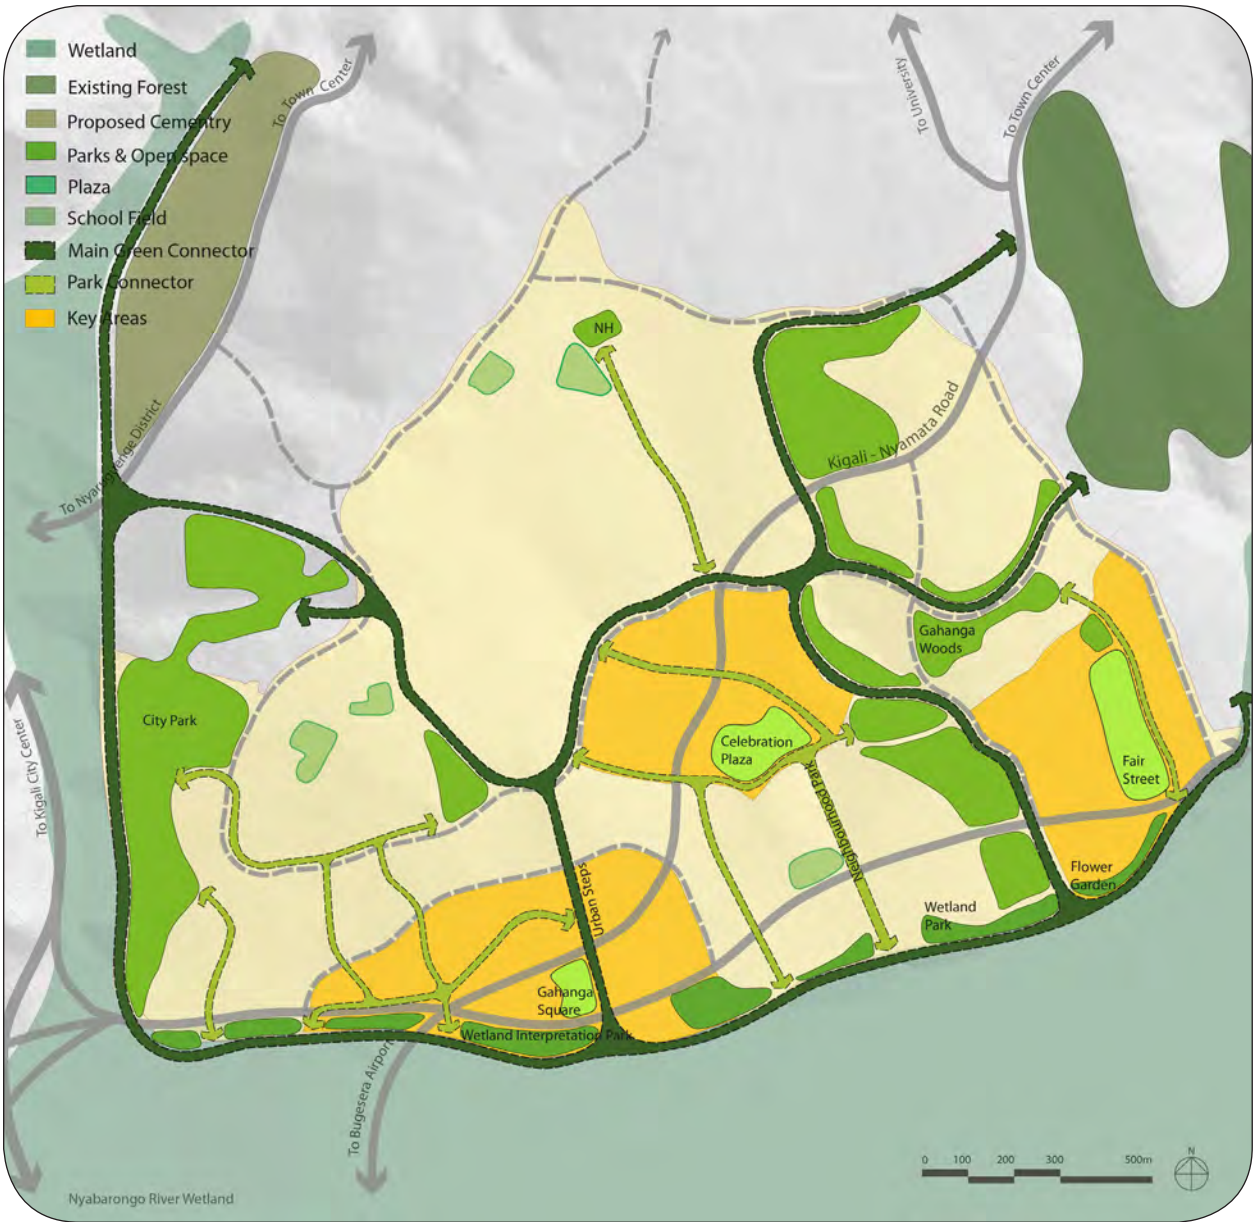 Wetland
Existing Forest
Proposed Cementry
Parks & Open space
Plaza
School Field
Main Green Connector
Park Connector
Key Areas
To Town Center
To University
To Town Center
NH
Kigali - Nyamata Road
To Nyarugenge District
Gahanga
Woods
City Park
To Kigali City Center
Celebration
Plaza
Fair
Street
Neighbourhood Park
Urban Steps
Flower
Garden
Wetland
Park
Gahanga
Square
Wetland Interpretation Park
To Bugesera Airport
0 100 200 300 500m
N
Nyabarongo River Wetland